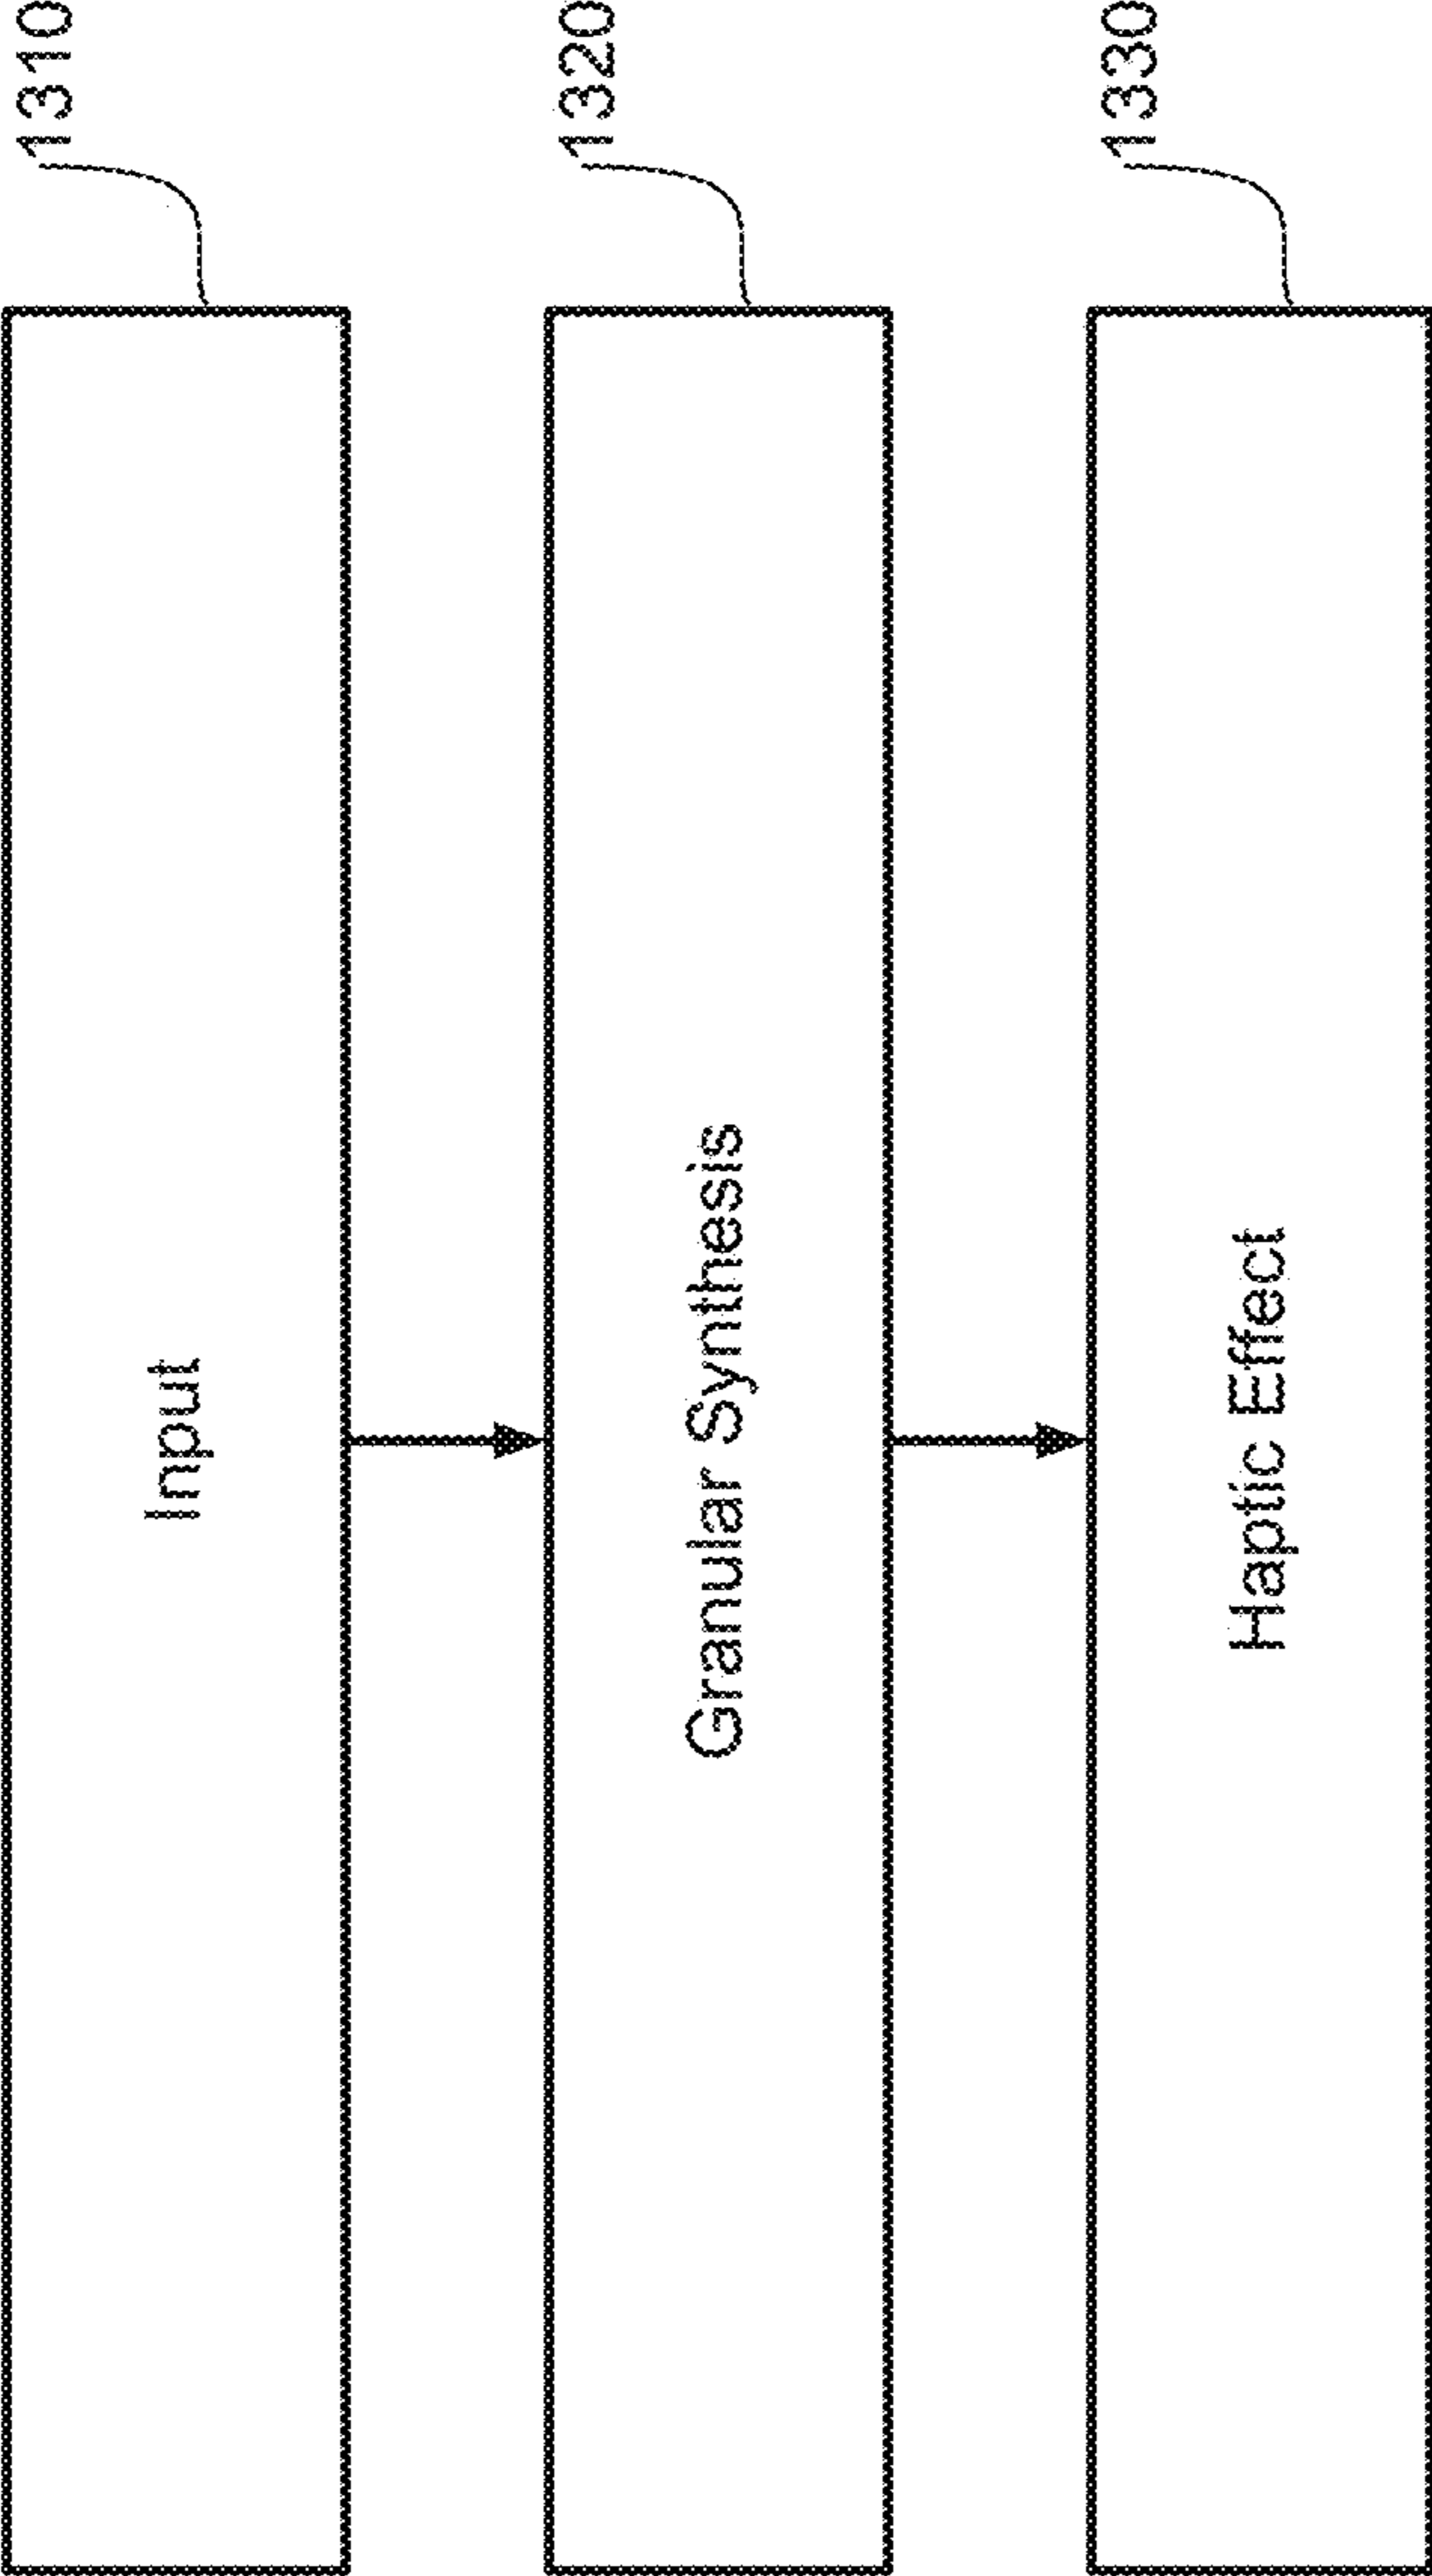 1310
Input
1320
Granular Synthesis
1330
Haptic Effect